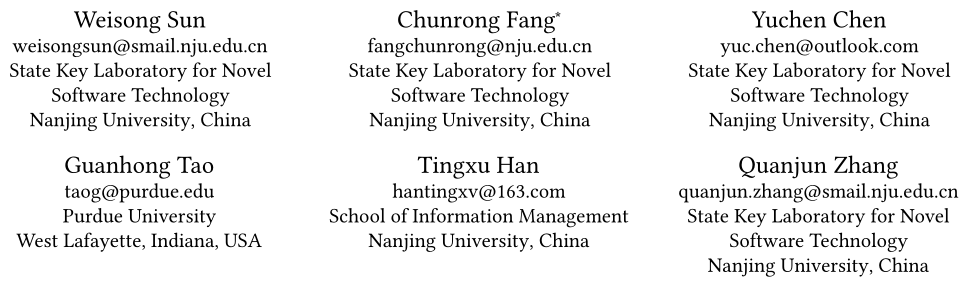 Weisong Sun
weisongsun@smail.nju.edu.cn
State Key Laboratory for Novel
Software Technology
Nanjing University, China
Chunrong Fang*
fangchunrong@nju.edu.cn
State Key Laboratory for Novel
Software Technology
Nanjing University, China
Yuchen Chen
yuc.chen@outlook.com
State Key Laboratory for Novel
Software Technology
Nanjing University, China
Guanhong Tao
taog@purdue.edu
Purdue University
West Lafayette, Indiana, USA
Tingxu Han
hantingxv@163.com
School of Information Management
Nanjing University, China
Quanjun Zhang
quanjun.zhang@smail.nju.edu.cn
State Key Laboratory for Novel
Software Technology
Nanjing University, China